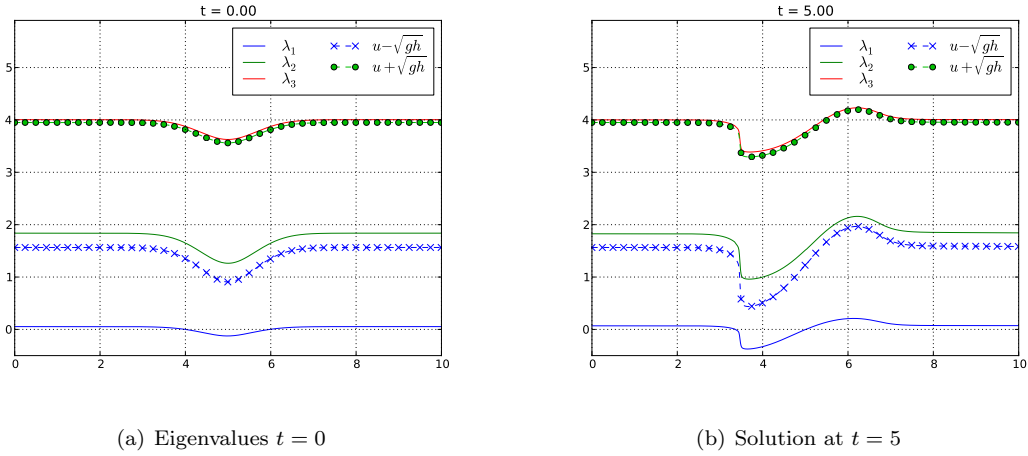 t = 0.00
λ1 u−√gh
λ2 u+√gh
λ3
5
4
3
2
1
0
0 2 4 6 8 10
(a) Eigenvalues t = 0
t = 5.00
λ1 u−√gh
λ2 u+√gh
λ3
5
4
3
2
1
0
0 2 4 6 8 10
(b) Solution at t = 5